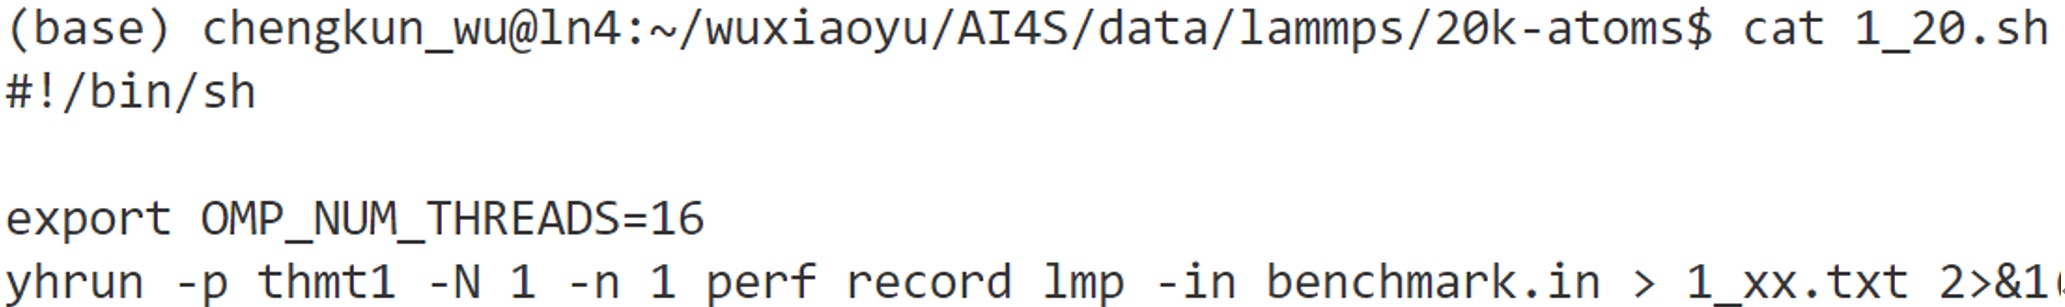 (base) chengkun_wu@ln4:~/wuxiaoyu/AI4S/data/lammps/20k-atoms$ cat 1_20.sh
#!/bin/sh
export OMP_NUM_THREADS=16
yhrun -p thmt1 -N 1 -n 1 perf record lmp -in benchmark.in > 1_xx.txt 2>&1